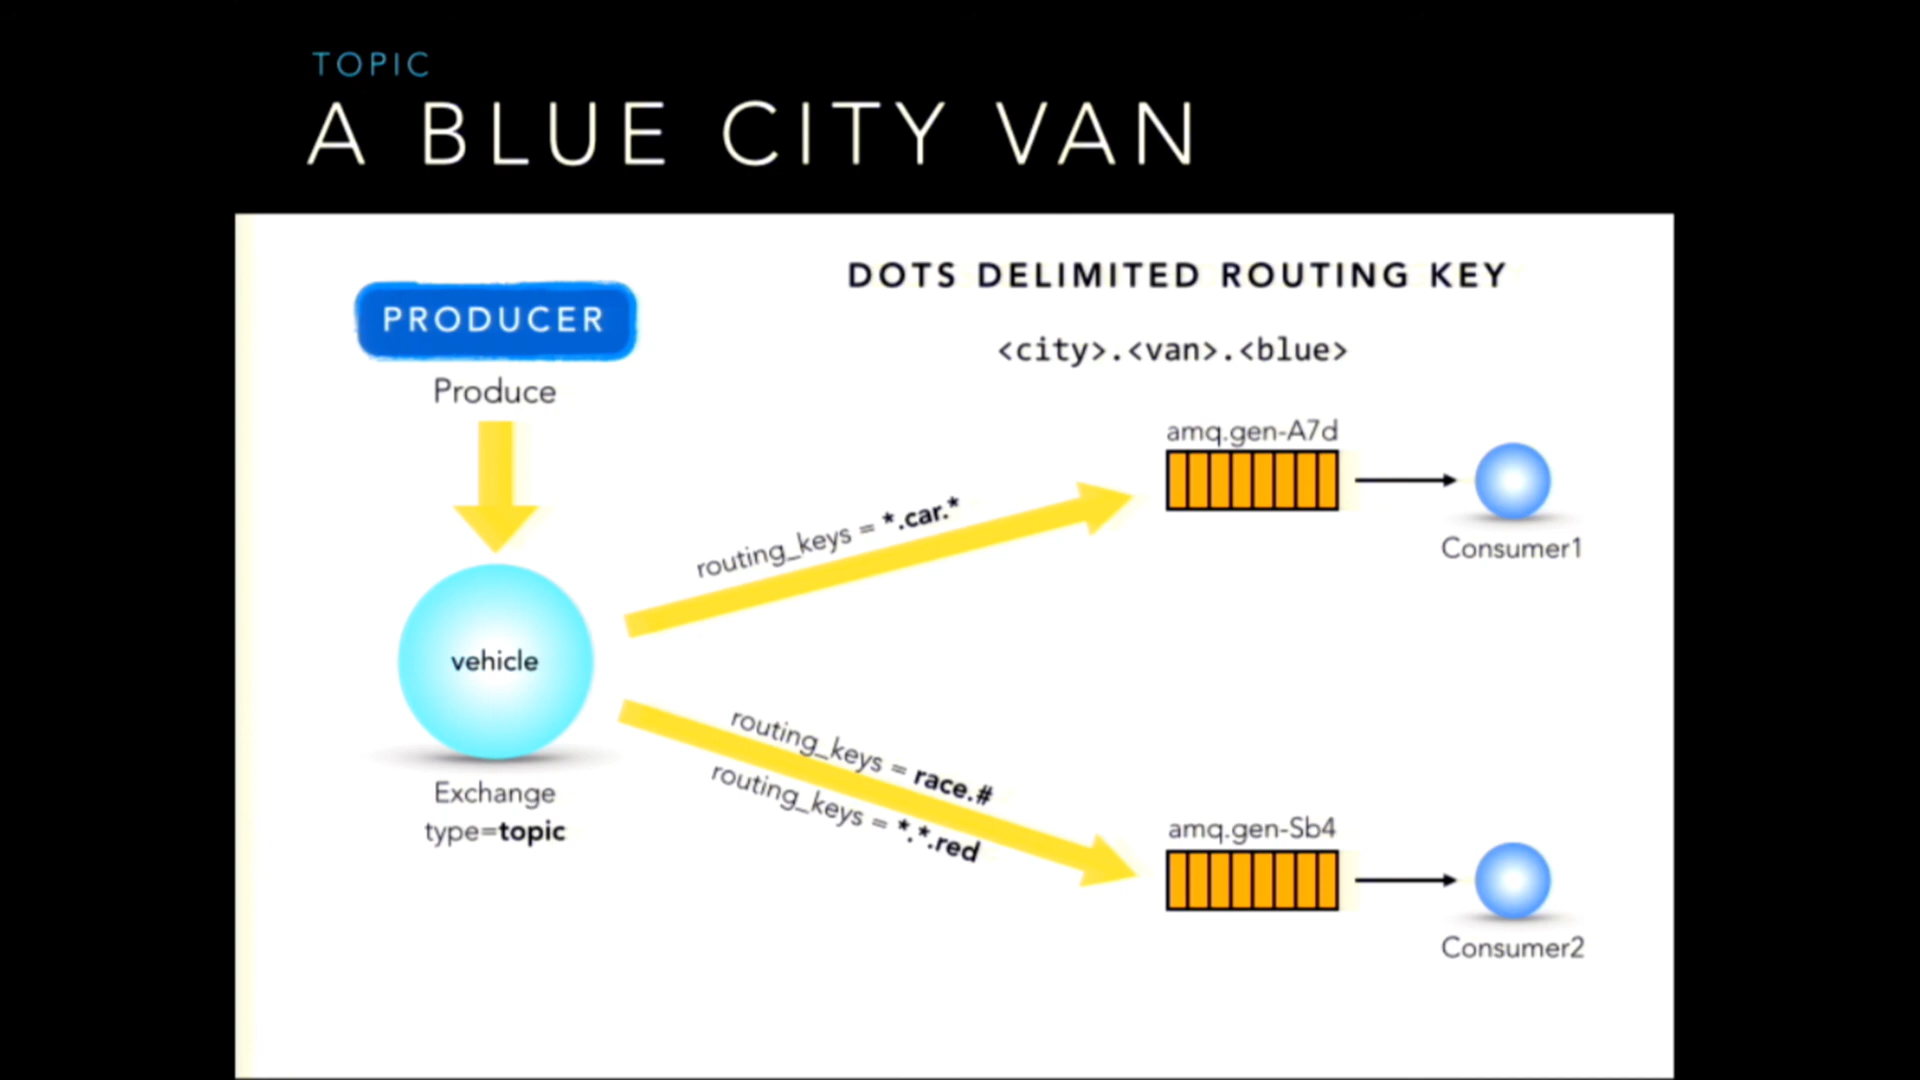 TOPIC
A BLUE CITY VAN
PRODUCER
Produce
DOTS DELIMITED ROUTING KEY
<city>.<van>.<blue>
amq.gen-A7d
Consumer1
routing_keys = *.car.*
vehicle
Exchange
type=topic
routing_keys = race.#
routing_keys = *.*.red
amq.gen-Sb4
Consumer2